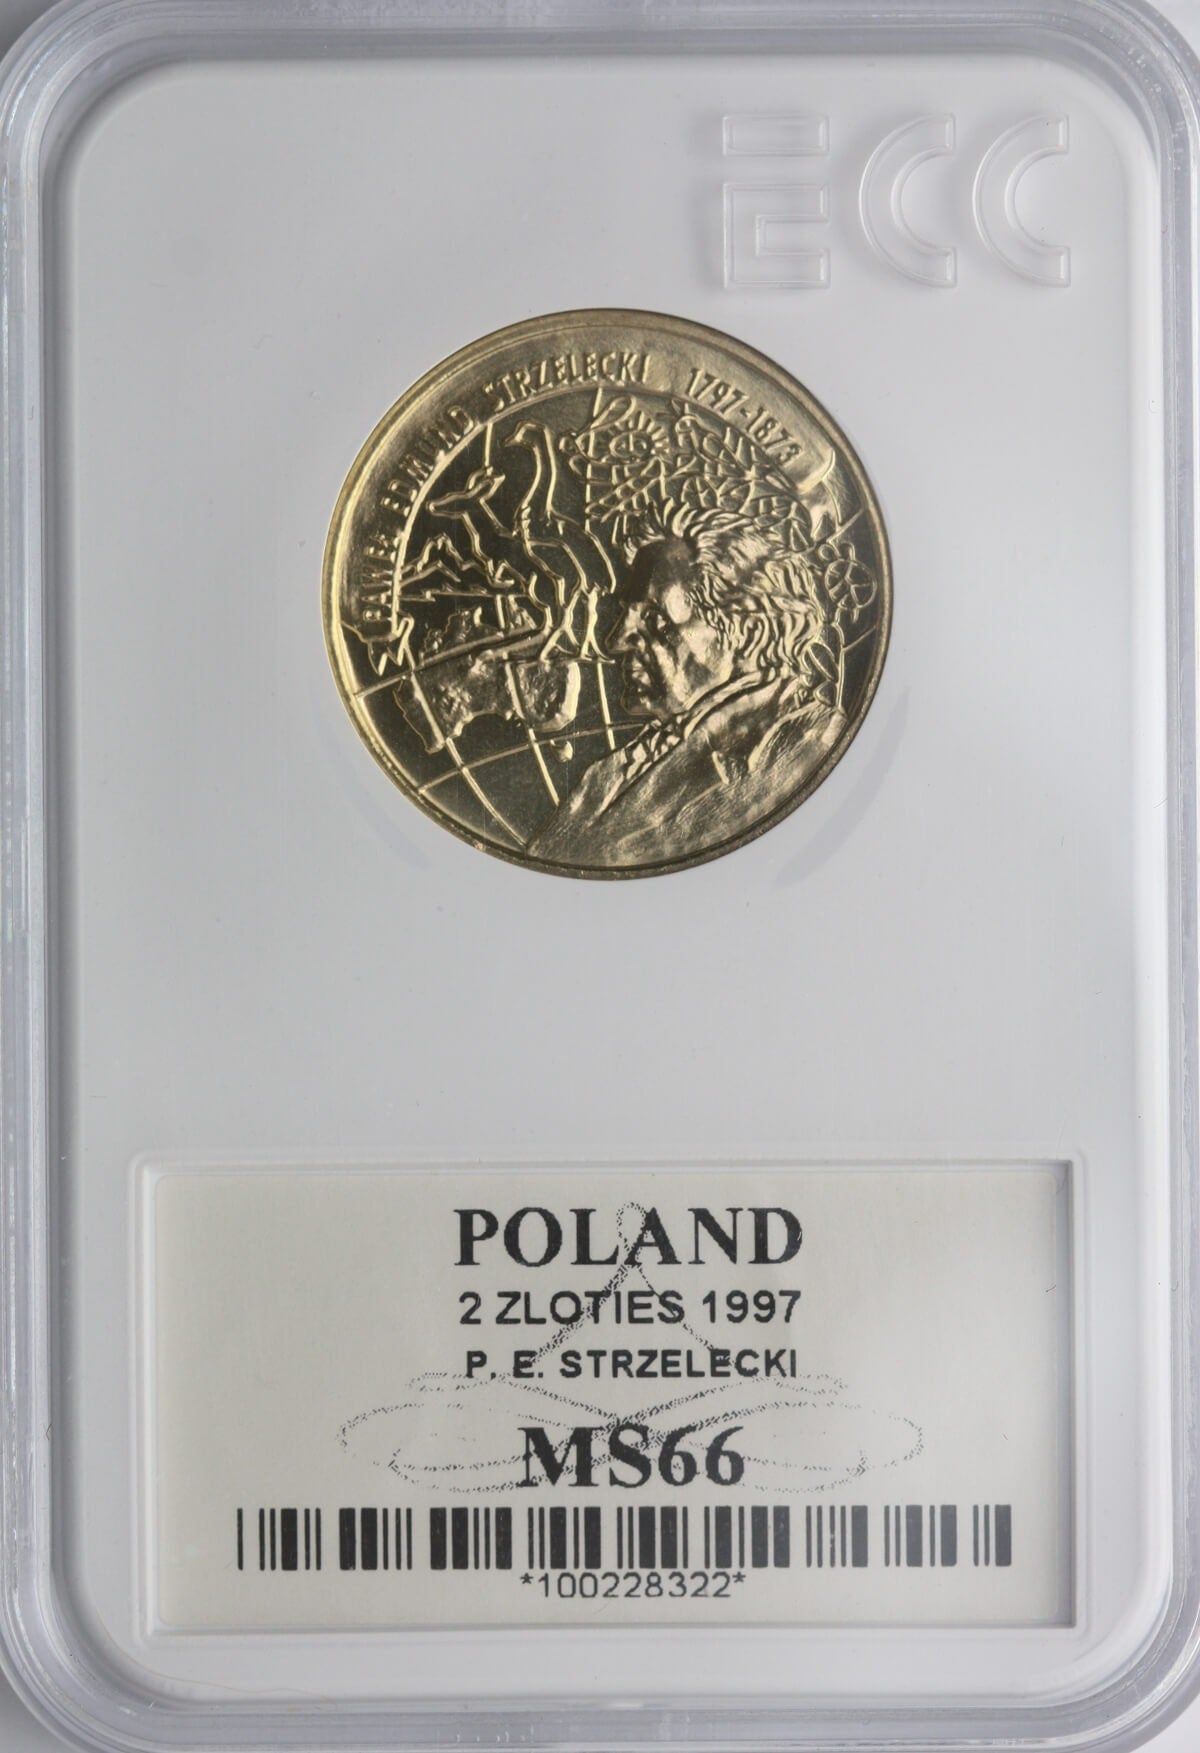 ECC
PAWEŁ EDMUND STRZELECKI 1797-1873
POLAND
2 ZLOTIES 1997
P. E. STRZELECKI
MS66
*100228322*